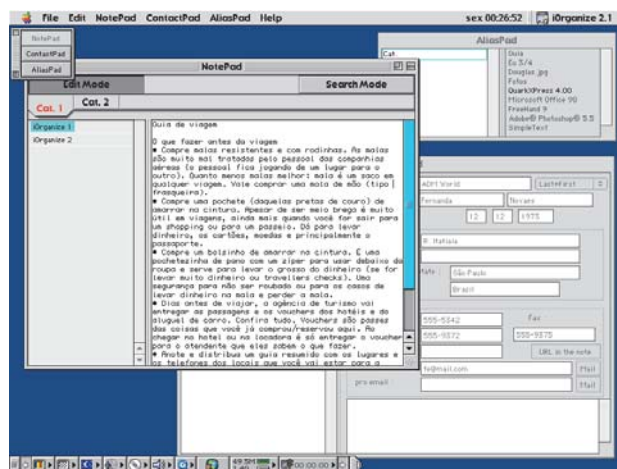 File Edit NotePad ContactPad AliasPad Help
sex 00:26:52 iOrganize 2.1
NotePad
ContactPad
AliasPad
NotePad
Edit Mode
Search Mode
Cat. 1
Cat. 2
iOrganize 1
iOrganize 2
Guia de viagem
O que fazer antes da viagem
• Compre malas resistentes e com rodinhas. As malas
são muito mal tratadas pelo pessoal das companhias
aéreas (o pessoal fica jogando de um lugar para o
outro). Quanto menos malas melhor: mala é um saco em
qualquer viagem. Vale comprar uma mala de mão (tipo
frasqueira).
• Compre uma pochete (daquelas pretas de couro) de
amarrar na cintura. Apesar de ser meio brego é muito
útil em viagens, ainda mais quando você for sair para
um shopping ou para um passeio. Dá para levar
dinheiro, os cartões, moedas e principalmente o
passaporte.
• Compre um bolsinho de amarrar na cintura. É uma
pochetezinha de pano com um zíper para usar debaixo da
roupa e serve para levar o grosso do dinheiro (se for
levar muito dinheiro ou travellers checks). Uma
segurança para não ser roubado ou para os casos de
levar dinheiro na mala e perder a mala.
• Dias antes de viajar, a agência de turismo vai
entregar as passagens e os vouchers dos hotéis e do
aluguel de carro. Confira tudo. Vouchers são passes
das coisas que você já comprou/reservou aqui. Ao
chegar no hotel ou na locadora é só entregar o voucher
para o atendente que eles sabem o que fazer.
• Anote e distribua um guia resumido com os lugares e
os telefones dos locais que você vai estar para a
AliasPad
Cat.
Guia
Eu 3/4
Douglas.jpg
Fotos
QuarkXPress 4.00
Microsoft Office 98
FreeHand 9
Adobe® Photoshop® 5.5
SimpleText
World
LastnFirst
Fernanda
Novaes
12 12 1975
R. Itatiaia
São Paulo
Brazil
555-5842
Fax
555-9872
555-9875
URL in the note
fe@mail.com
Mail
pro email
Mail